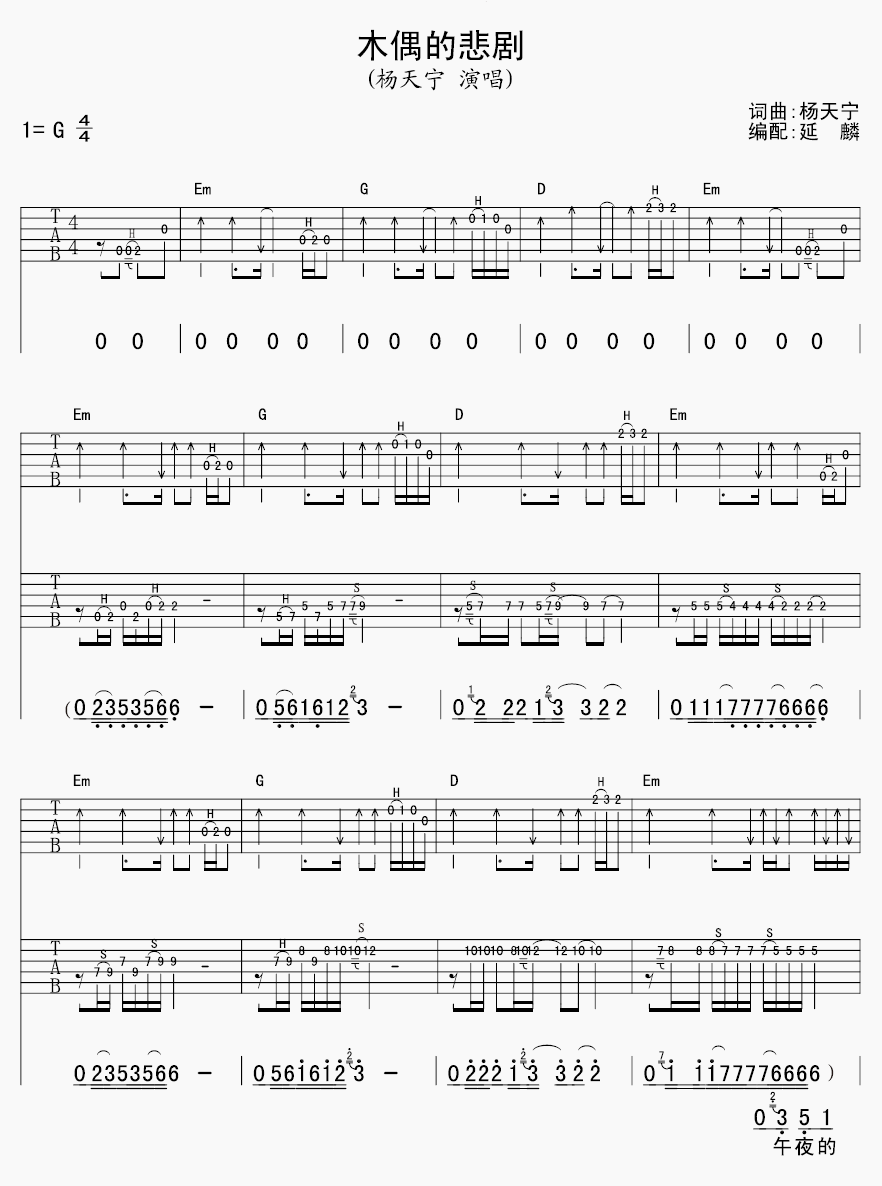 木偶的悲剧
(杨天宁 演唱)
词曲:杨天宁
1= G 4/4
编配:延 麟
Em G D Em
T A B 4 4 0 0 2 H 0 0 2 0 H 0 1 0 0 H 2 3 2 H 0 0 2 0 H
0 0 0 0 0 0 0 0 0 0 0 0 0 0 0 0 0 0
Em G D Em
T A B 0 2 0 H 0 1 0 0 H 2 3 2 H 0 2 0 H
T A B 0 2 0 2 0 2 2 - 5 7 5 7 5 7 7 9 - 5 7 7 7 5 7 9 9 7 7 5 5 5 4 4 4 4 4 2 2 2 2
(0 2353566 - 0 5616123 - 0 2 22 1 3 3 2 2 0 111777766666
Em G D Em
T A B 0 2 0 H 0 1 0 0 H 2 3 2 H
T A B 7 9 7 9 7 9 9 - 7 9 8 9 8 10 10 10 12 - 10 10 10 8 10 12 12 10 10 7 8 8 8 7 7 7 7 5 5 5 5
0 2353566 - 0 5616123 - 0 222 1 3 3 2 2 0 1 1177776666 )
0 3 5 1
午夜的